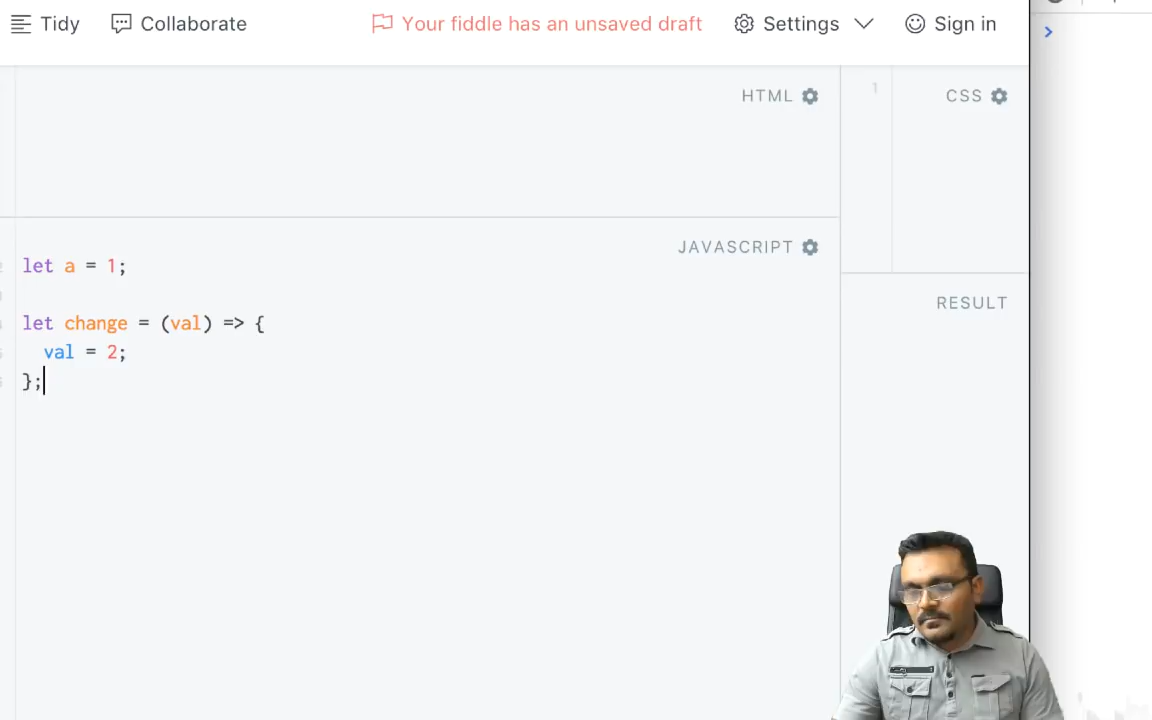 Tidy Collaborate Your fiddle has an unsaved draft Settings Sign in
HTML
1 CSS
JAVASCRIPT
let a = 1;
RESULT
let change = (val) => {
val = 2;
};